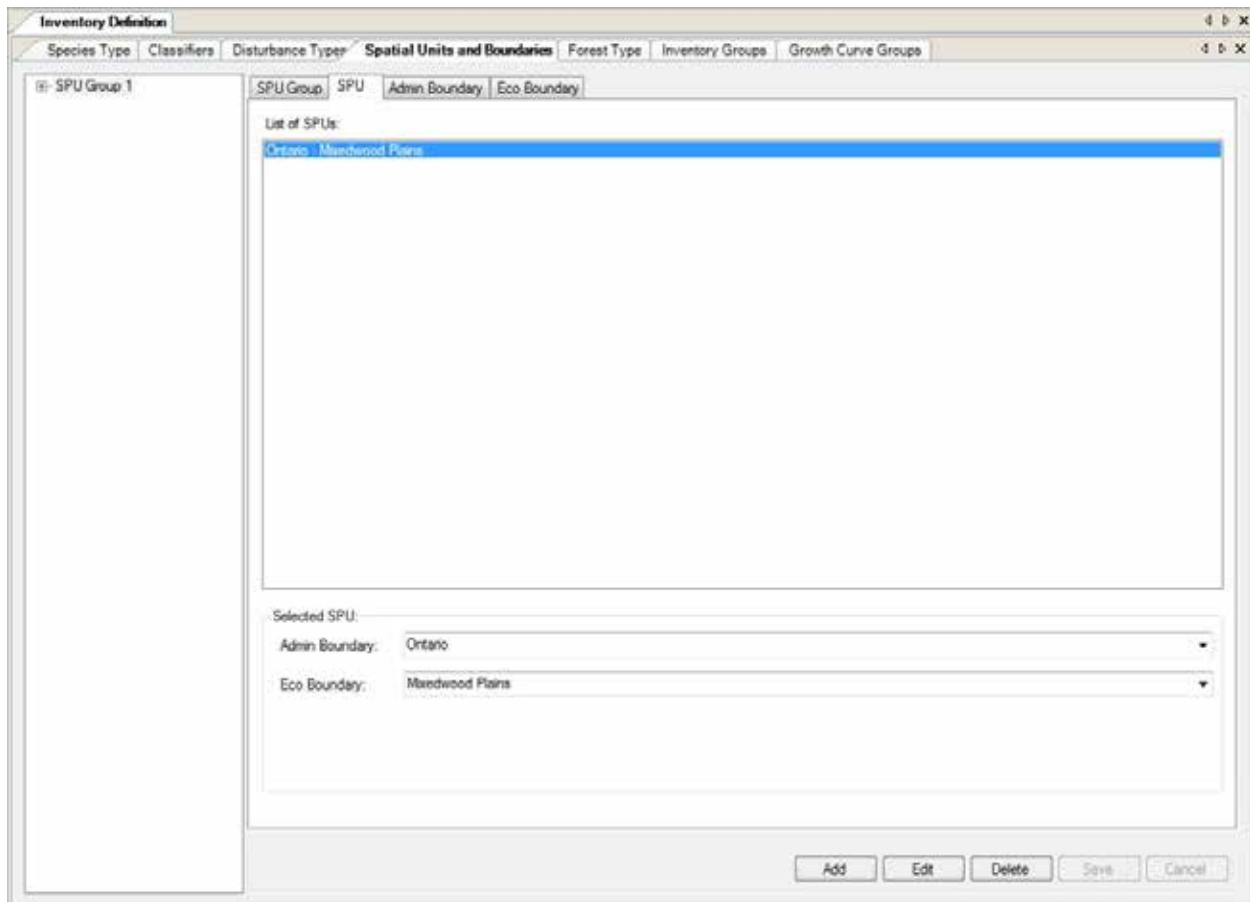 Inventory Definition
Species Type Classifiers Disturbance Types Spatial Units and Boundaries Forest Type Inventory Groups Growth Curve Groups
SPU Group 1
SPU Group SPU Admin Boundary Eco Boundary
List of SPUs:
Ontario - Mixedwood Plains
Selected SPU:
Admin Boundary: Ontario
Eco Boundary: Mixedwood Plains
Add Edit Delete Save Cancel